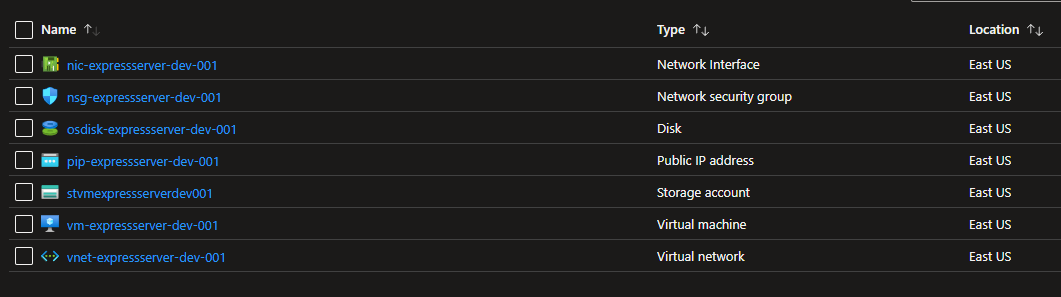 Name ↑↓ Type ↑↓ Location ↑↓
nic-expressserver-dev-001 Network Interface East US
nsg-expressserver-dev-001 Network security group East US
osdisk-expressserver-dev-001 Disk East US
pip-expressserver-dev-001 Public IP address East US
stvmexpressserverdev001 Storage account East US
vm-expressserver-dev-001 Virtual machine East US
vnet-expressserver-dev-001 Virtual network East US